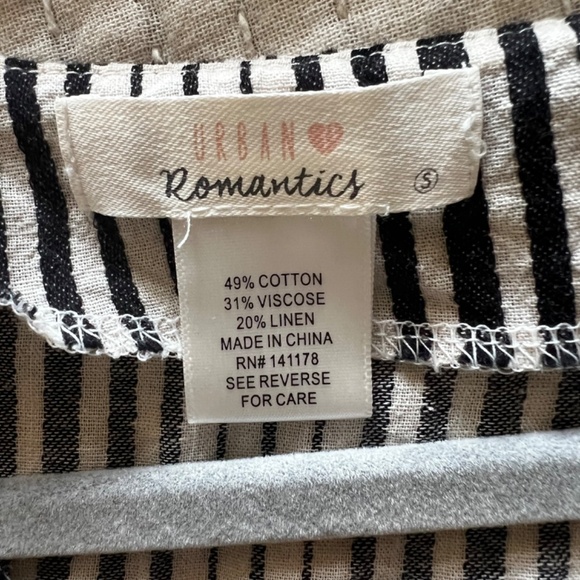 URBAN
Romantics S
49% COTTON
31% VISCOSE
20% LINEN
MADE IN CHINA
RN# 141178
SEE REVERSE
FOR CARE